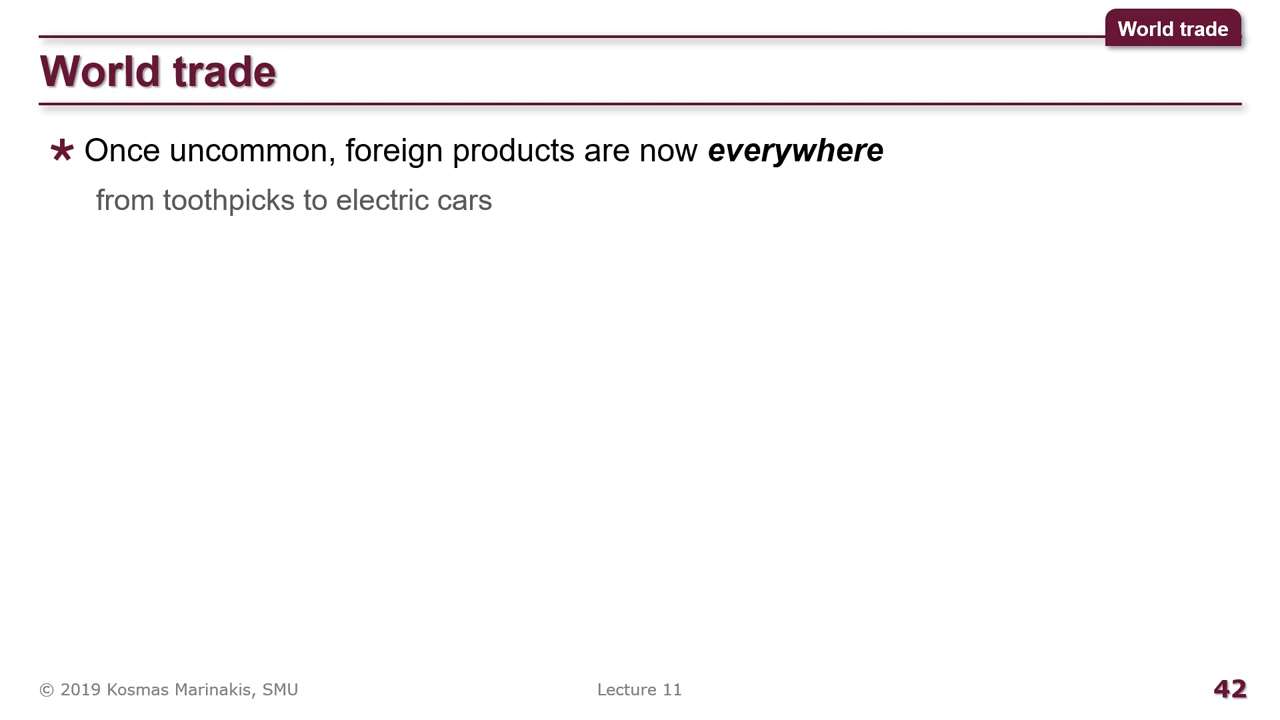 World trade
World trade
* Once uncommon, foreign products are now everywhere
from toothpicks to electric cars
© 2019 Kosmas Marinakis, SMU
Lecture 11
42